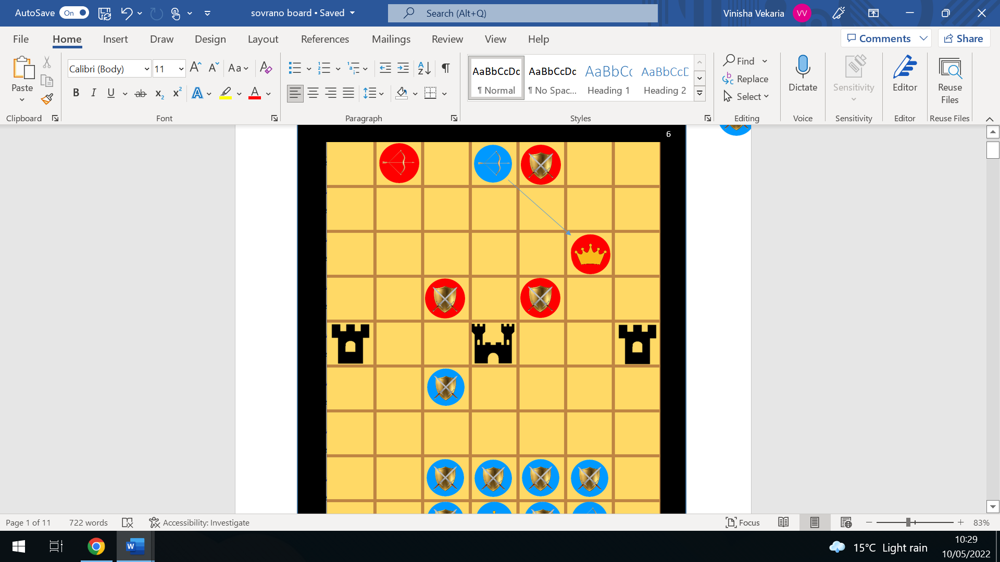 AutoSave On sovrano board • Saved Search (Alt+Q) Vinisha Vekaria VV
File Home Insert Draw Design Layout References Mailings Review View Help Comments Share
Paste
Calibri (Body) 11 Aa
B I U ab x2 x2 A A
AaBbCcDc AaBbCcDc AaBbCc AaBbCcD
¶ Normal ¶ No Spac... Heading 1 Heading 2
Find
Replace
Select
Dictate Sensitivity Editor Reuse Files
Clipboard Font Paragraph Styles Editing Voice Sensitivity Editor Reuse Files
6
Page 1 of 11 722 words Accessibility: Investigate Focus 83%
15°C Light rain
10:29
10/05/2022